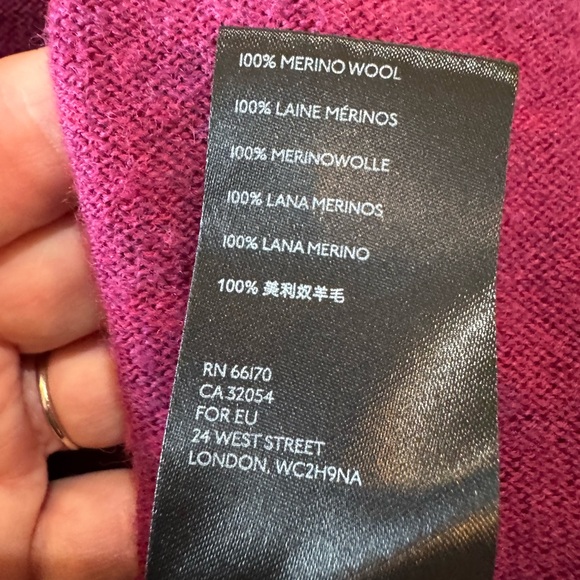 100% MERINO WOOL
100% LAINE MÉRINOS
100% MERINOWOLLE
100% LANA MERINOS
100% LANA MERINO
100% 美利奴羊毛
RN 66170
CA 32054
FOR EU
24 WEST STREET
LONDON, WC2H9NA